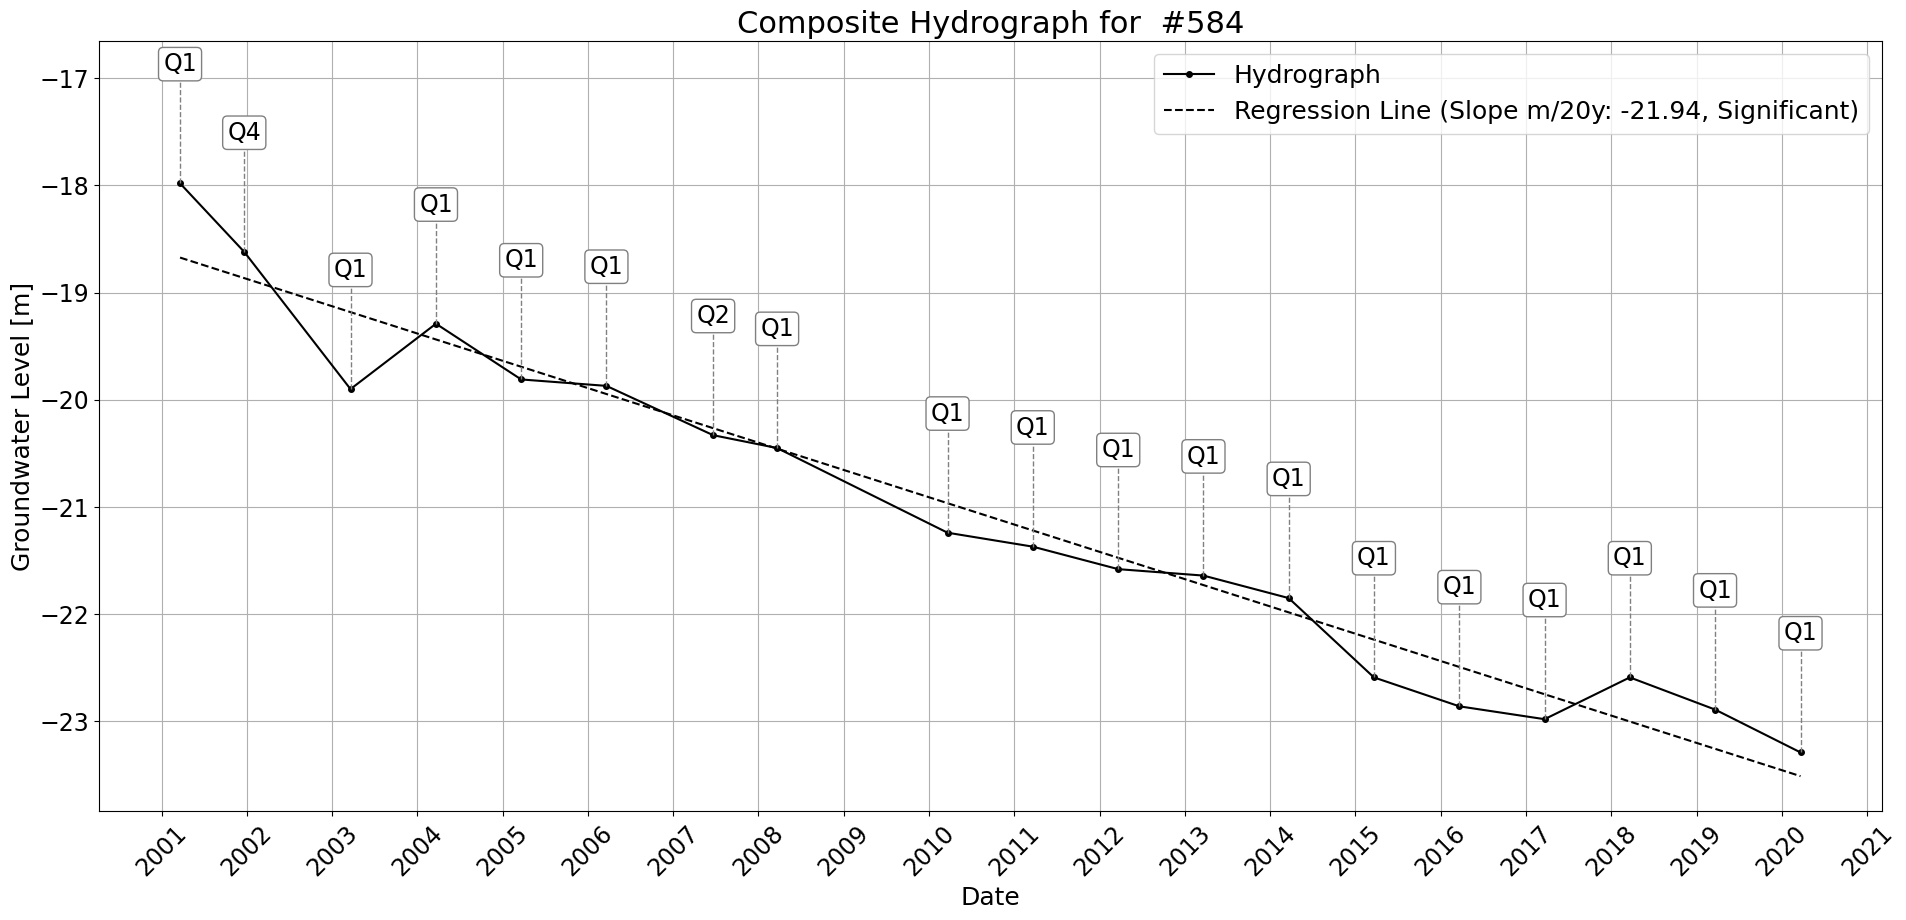 Composite Hydrograph for  #584
Hydrograph
Regression Line (Slope m/20y: -21.94, Significant)
Q1
Q4
Q1
Q1
Q1
Q1
Q2
Q1
Q1
Q1
Q1
Q1
Q1
Q1
Q1
Q1
Q1
Q1
Q1
Groundwater Level [m]
−17
−18
−19
−20
−21
−22
−23
2001
2002
2003
2004
2005
2006
2007
2008
2009
2010
2011
2012
2013
2014
2015
2016
2017
2018
2019
2020
2021
Date